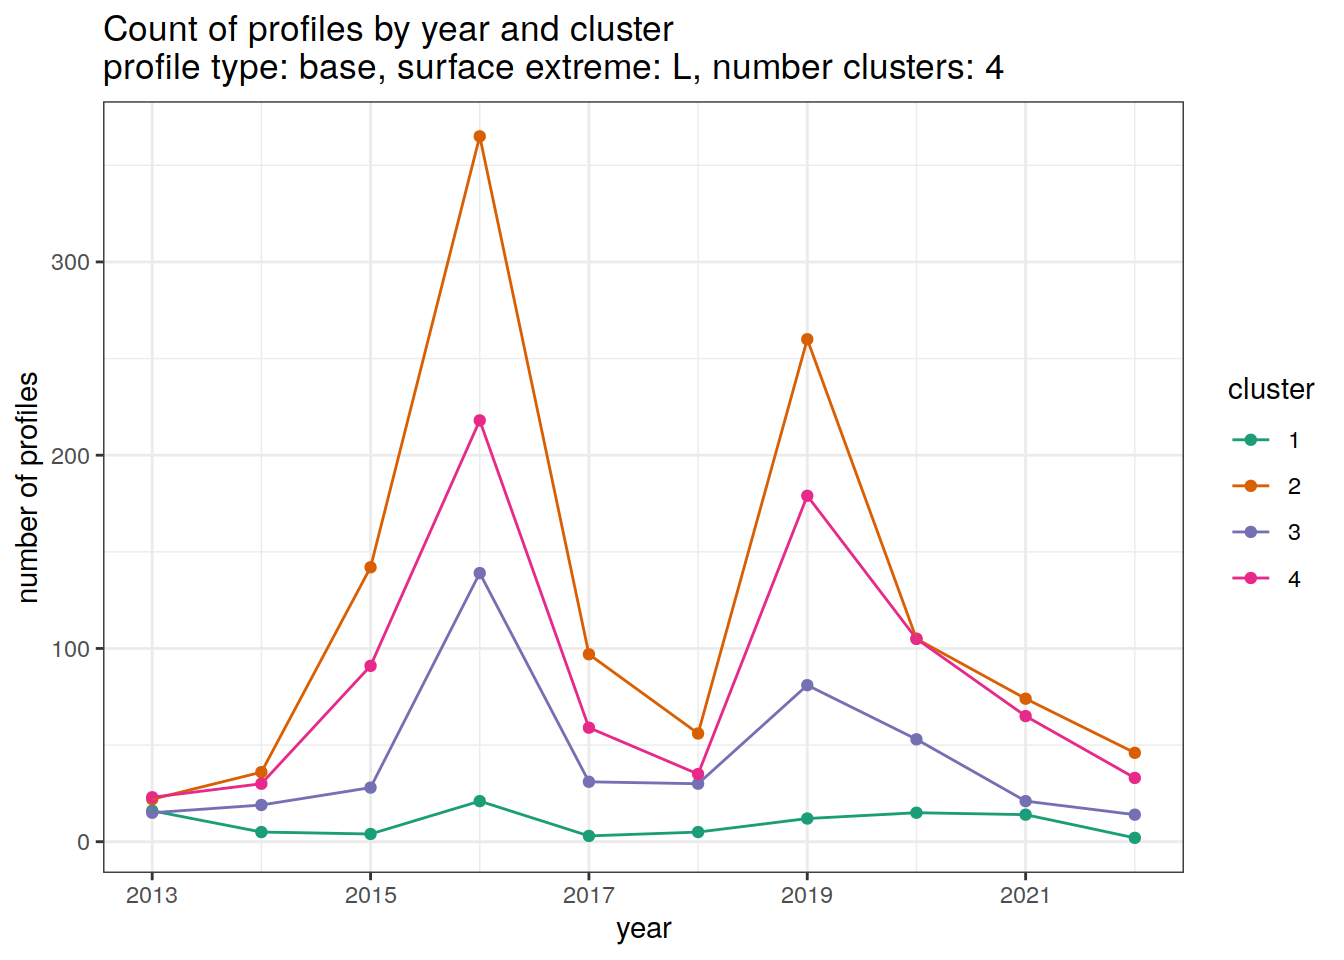 Count of profiles by year and cluster
profile type: base, surface extreme: L, number clusters: 4
300
200
100
0
number of profiles
2013 2015 2017 2019 2021
year
cluster
1
2
3
4